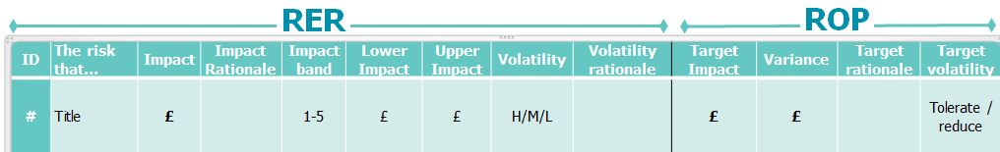 RER ROP
ID The risk that... Impact Impact Rationale Impact band Lower Impact Upper Impact Volatility Volatility rationale Target Impact Variance Target rationale Target volatility
# Title £ 1-5 £ £ H/M/L £ £ Tolerate / reduce